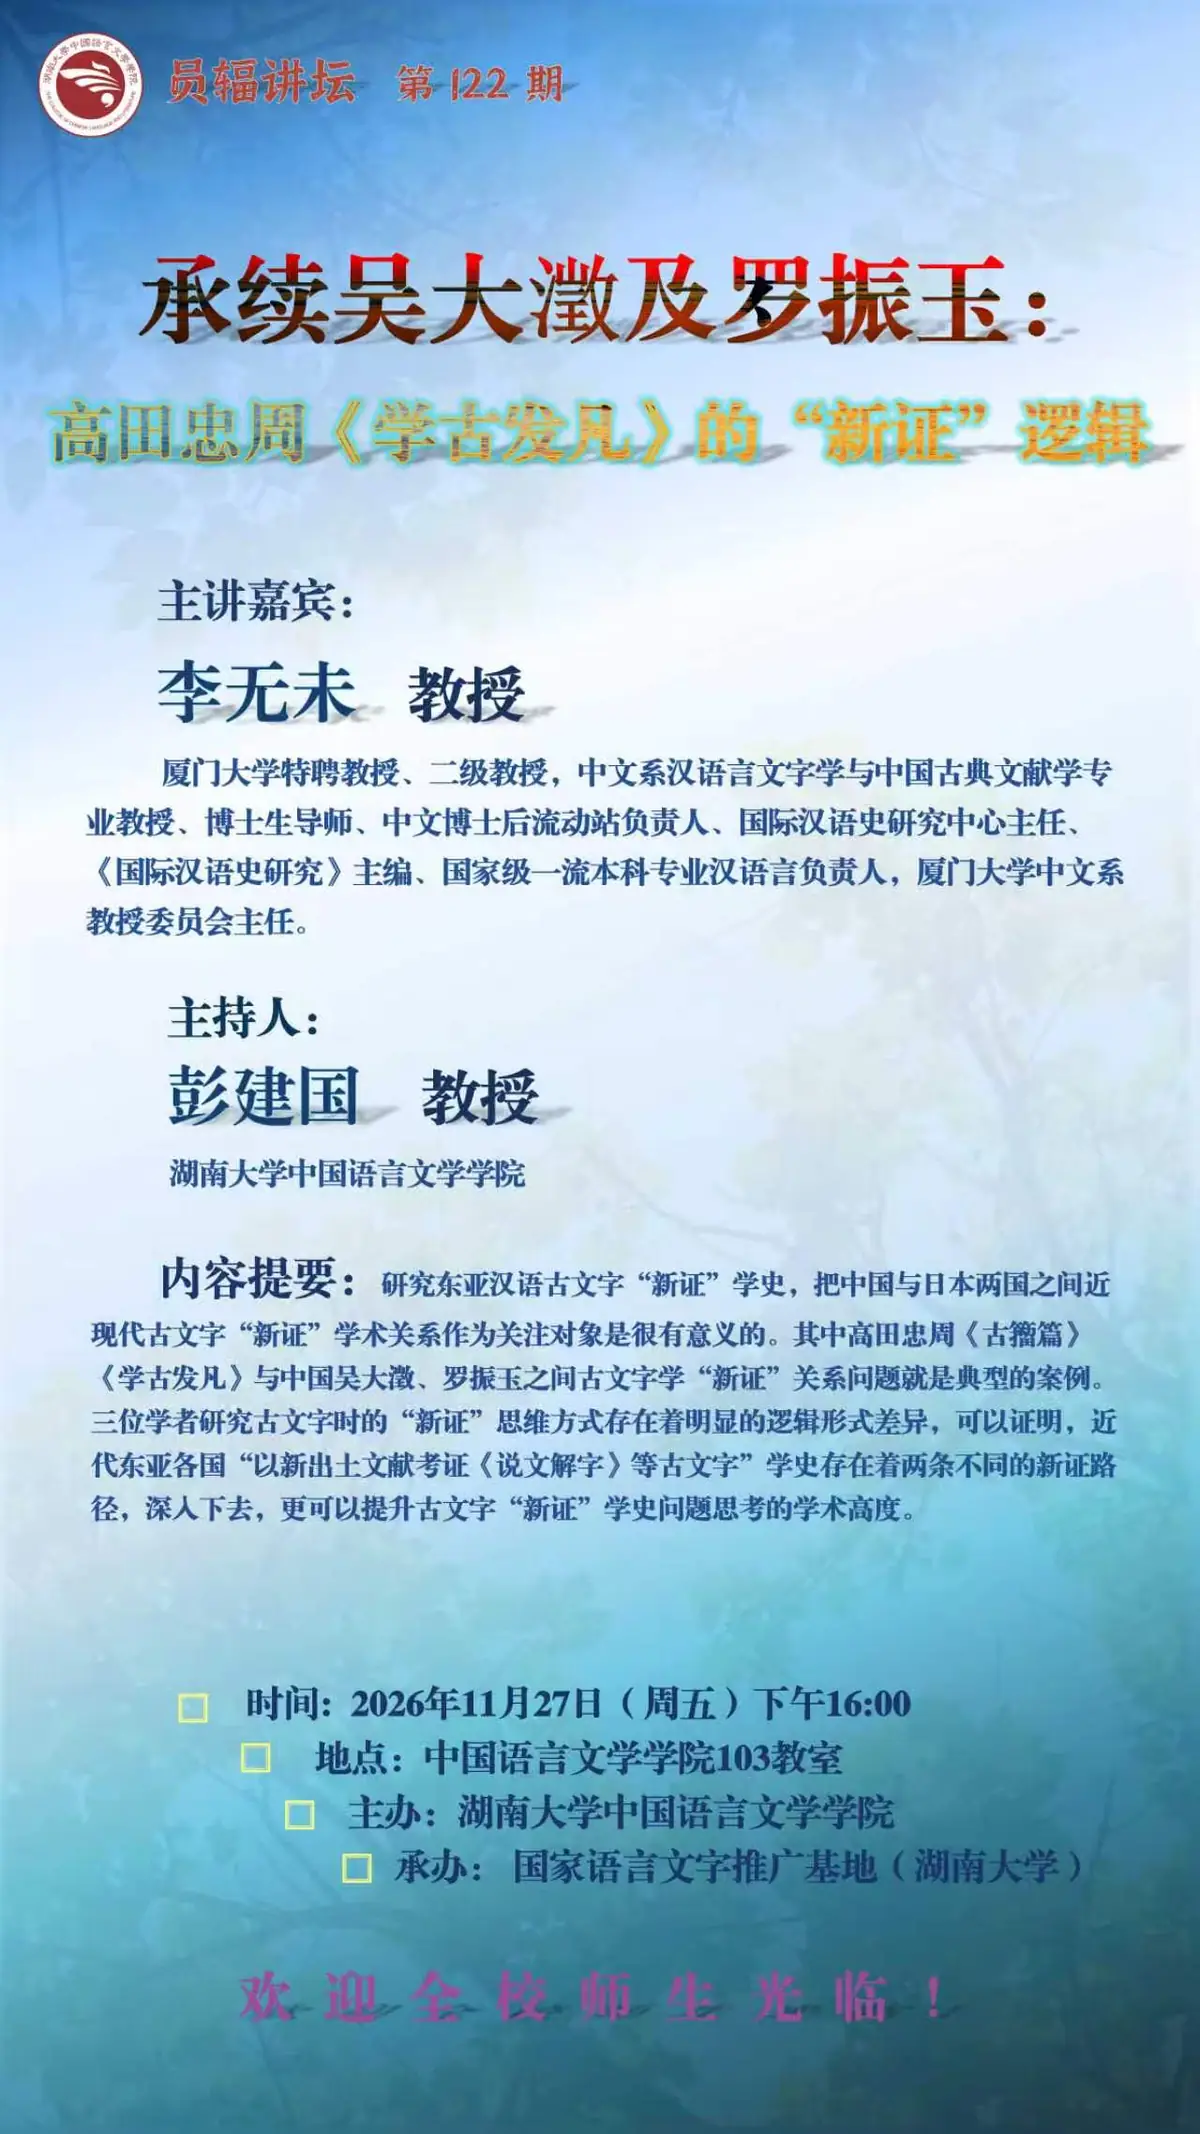 湖南大學中國語言文學學院
员辐讲坛 第 122 期
承续吴大澂及罗振玉：
高田忠周《学古发凡》的“新证”逻辑
主讲嘉宾：
李无未 教授
厦门大学特聘教授、二级教授，中文系汉语言文字学与中国古典文献学专
业教授、博士生导师、中文博士后流动站负责人、国际汉语史研究中心主任、
《国际汉语史研究》主编、国家级一流本科专业汉语言负责人，厦门大学中文系
教授委员会主任。
主持人：
彭建国 教授
湖南大学中国语言文学学院
内容提要：研究东亚汉语古文字“新证”学史，把中国与日本两国之间近
现代古文字“新证”学术关系作为关注对象是很有意义的。其中高田忠周《古籀篇》
《学古发凡》与中国吴大澂、罗振玉之间古文字学“新证”关系问题就是典型的案例。
三位学者研究古文字时的“新证”思维方式存在着明显的逻辑形式差异，可以证明，近
代东亚各国“以新出土文献考证《说文解字》等古文字”学史存在着两条不同的新证路
径，深入下去，更可以提升古文字“新证”学史问题思考的学术高度。
时间：2026年11月27日（周五）下午16:00
地点：中国语言文学学院103教室
主办：湖南大学中国语言文学学院
承办：国家语言文字推广基地（湖南大学）
欢迎全校师生光临！